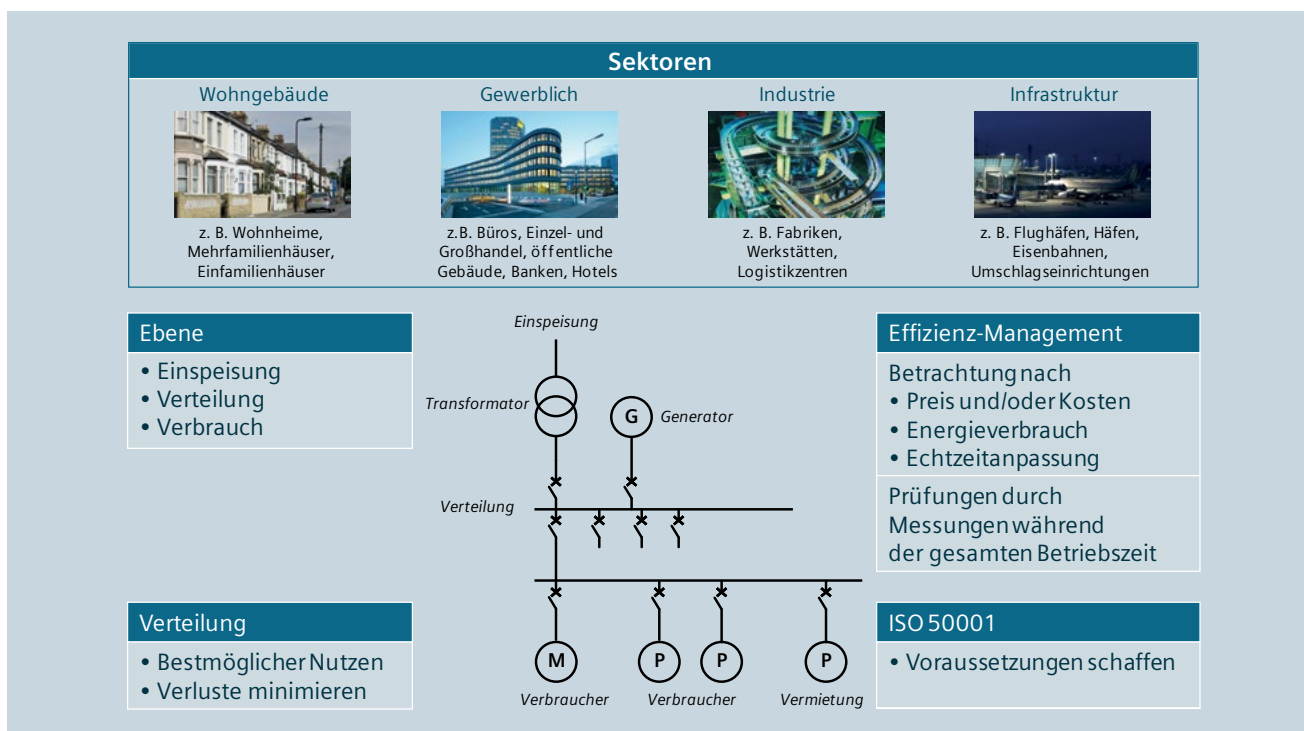 Sektoren
Wohngebäude
Gewerblich
Industrie
Infrastruktur
z. B. Wohnheime,
Mehrfamilienhäuser,
Einfamilienhäuser
z.B. Büros, Einzel- und
Großhandel, öffentliche
Gebäude, Banken, Hotels
z. B. Fabriken,
Werkstätten,
Logistikzentren
z. B. Flughäfen, Häfen,
Eisenbahnen,
Umschlagseinrichtungen
Ebene
• Einspeisung
• Verteilung
• Verbrauch
Einspeisung
Transformator
G
Generator
Verteilung
Effizienz-Management
Betrachtung nach
• Preis und/oder Kosten
• Energieverbrauch
• Echtzeitanpassung
Prüfungen durch
Messungen während
der gesamten Betriebszeit
Verteilung
• Bestmöglicher Nutzen
• Verluste minimieren
M
P
P
P
Verbraucher
Verbraucher
Vermietung
ISO 50001
• Voraussetzungen schaffen